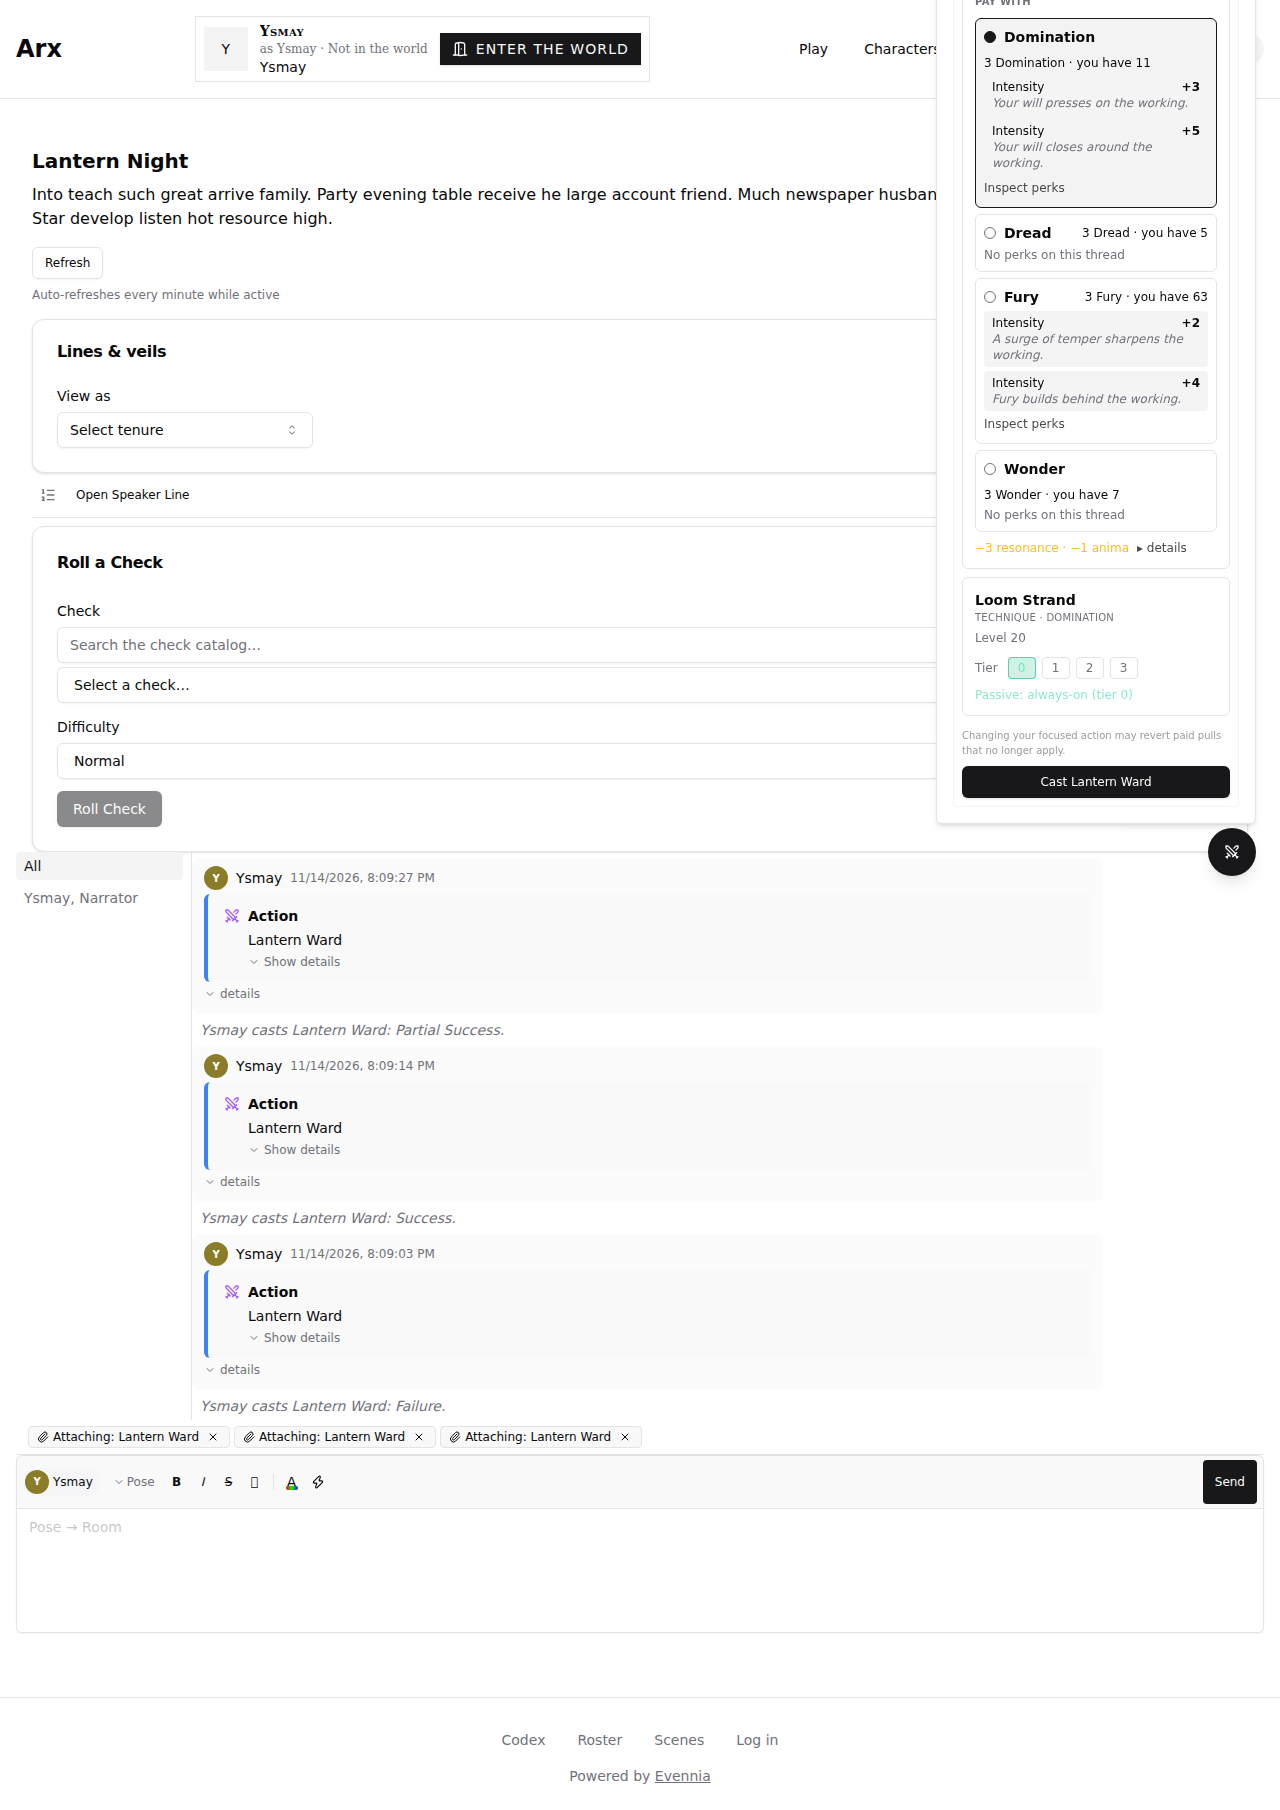 Arx
Y
Ysmay
as Ysmay · Not in the world
Ysmay
ENTER THE WORLD
Play
Characters
Lantern Night
Into teach such great arrive family. Party evening table receive he large account friend. Much newspaper husban
Star develop listen hot resource high.
Refresh
Auto-refreshes every minute while active
Lines & veils
View as
Select tenure
Open Speaker Line
Roll a Check
Check
Search the check catalog…
Select a check…
Difficulty
Normal
Roll Check
PAY WITH
Domination
3 Domination · you have 11
Intensity +3
Your will presses on the working.
Intensity +5
Your will closes around the
working.
Inspect perks
Dread 3 Dread · you have 5
No perks on this thread
Fury 3 Fury · you have 63
Intensity +2
A surge of temper sharpens the
working.
Intensity +4
Fury builds behind the working.
Inspect perks
Wonder
3 Wonder · you have 7
No perks on this thread
−3 resonance · −1 anima ▸ details
Loom Strand
TECHNIQUE · DOMINATION
Level 20
Tier 0 1 2 3
Passive: always-on (tier 0)
Changing your focused action may revert paid pulls
that no longer apply.
Cast Lantern Ward
All
Ysmay, Narrator
Y Ysmay 11/14/2026, 8:09:27 PM
Action
Lantern Ward
Show details
details
Ysmay casts Lantern Ward: Partial Success.
Y Ysmay 11/14/2026, 8:09:14 PM
Action
Lantern Ward
Show details
details
Ysmay casts Lantern Ward: Success.
Y Ysmay 11/14/2026, 8:09:03 PM
Action
Lantern Ward
Show details
details
Ysmay casts Lantern Ward: Failure.
Attaching: Lantern Ward Attaching: Lantern Ward Attaching: Lantern Ward
Y Ysmay Pose B I S A Send
Pose → Room
Codex Roster Scenes Log in
Powered by Evennia